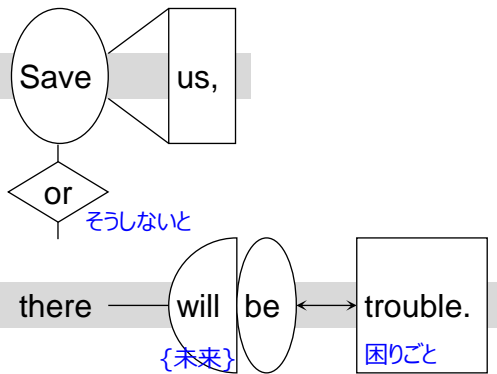 Save us,
or
そうしないと
there will be trouble.
{未来} 困りごと